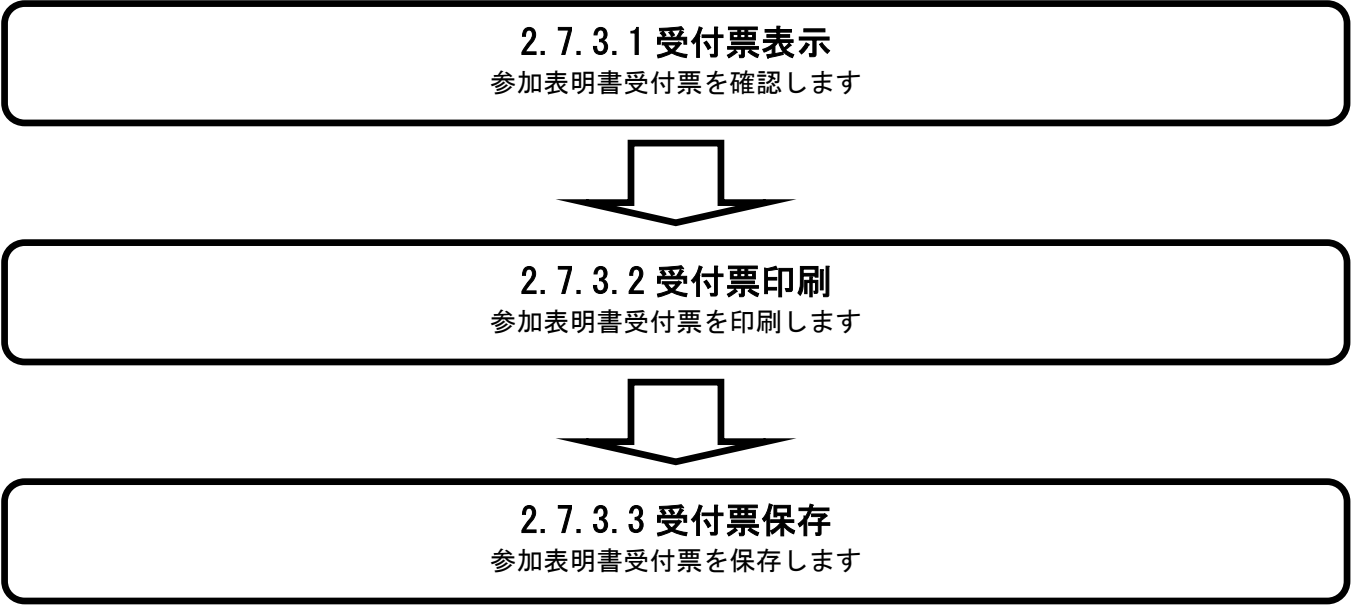 2.7.3.1 受付票表示
参加表明書受付票を確認します
2.7.3.2 受付票印刷
参加表明書受付票を印刷します
2.7.3.3 受付票保存
参加表明書受付票を保存します